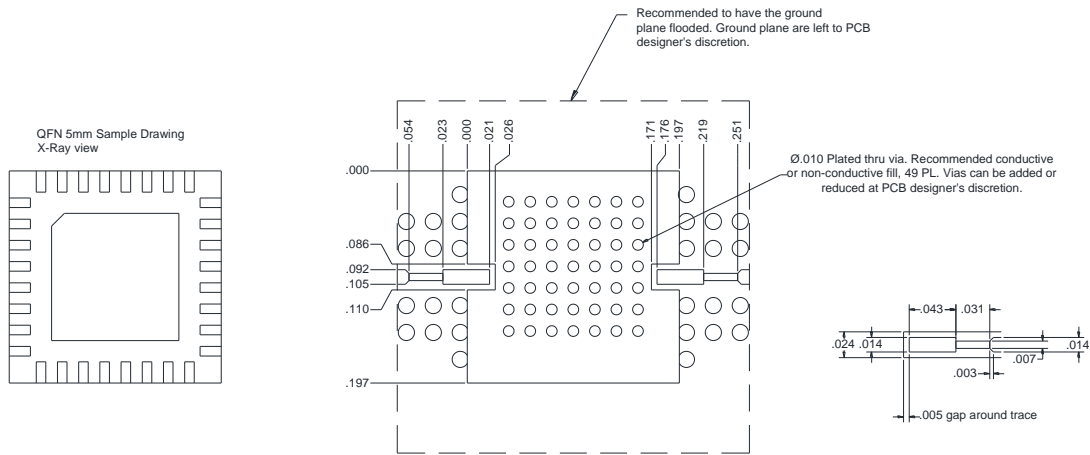 Recommended to have the ground
plane flooded. Ground plane are left to PCB
designer's discretion.
QFN 5mm Sample Drawing
X-Ray view
.054
.023
.000
.021
.026
.171
.176
.197
.219
.251
Ø.010 Plated thru via. Recommended conductive
or non-conductive fill, 49 PL. Vias can be added or
reduced at PCB designer's discretion.
.000
.086
.092
.105
.110
.197
.043
.031
.024
.014
.014
.007
.003
.005 gap around trace